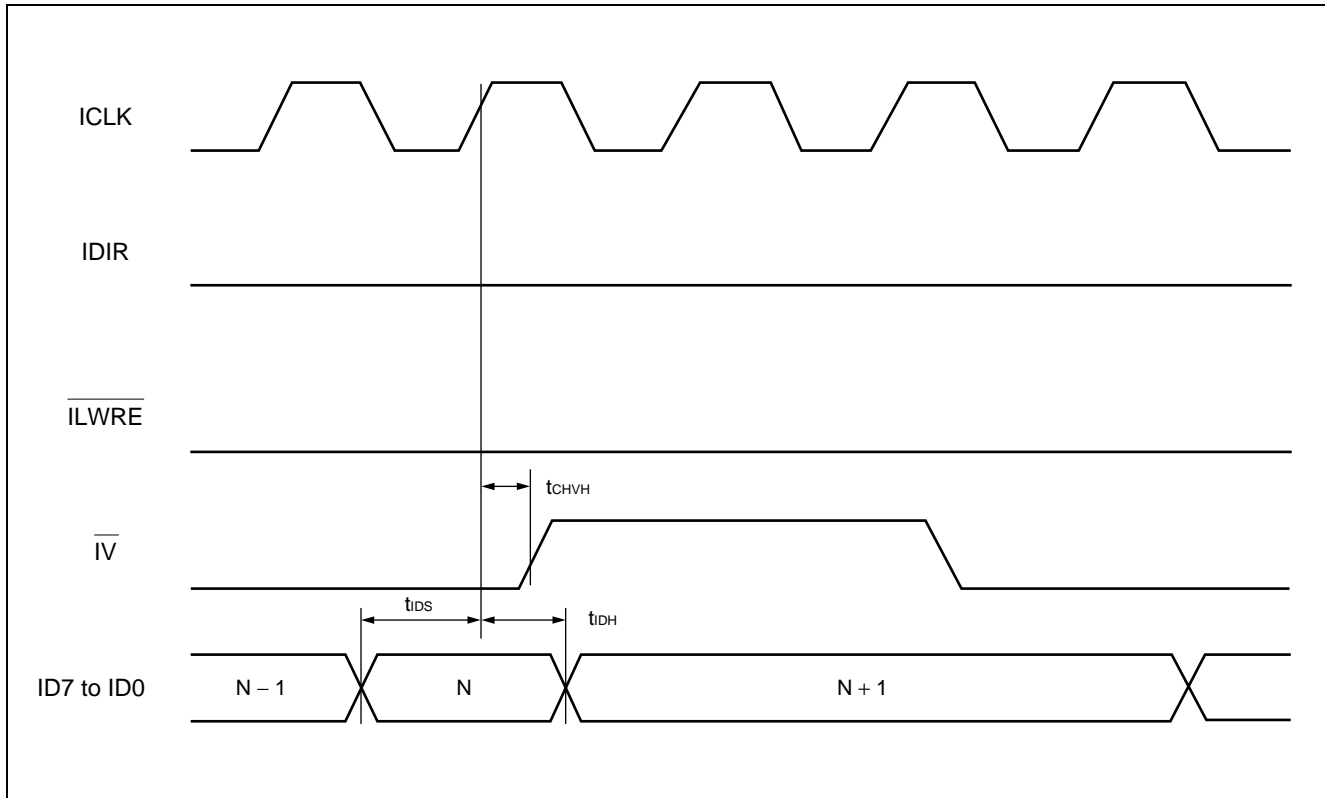 ICLK
IDIR
ILWRE
tCHVH
IV
tIDS
tIDH
ID7 to ID0
N – 1
N
N + 1